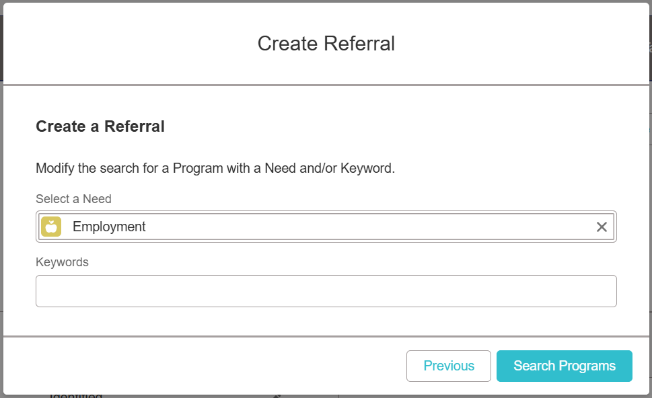 Create Referral
Create a Referral
Modify the search for a Program with a Need and/or Keyword.
Select a Need
Employment
Keywords
Previous
Search Programs